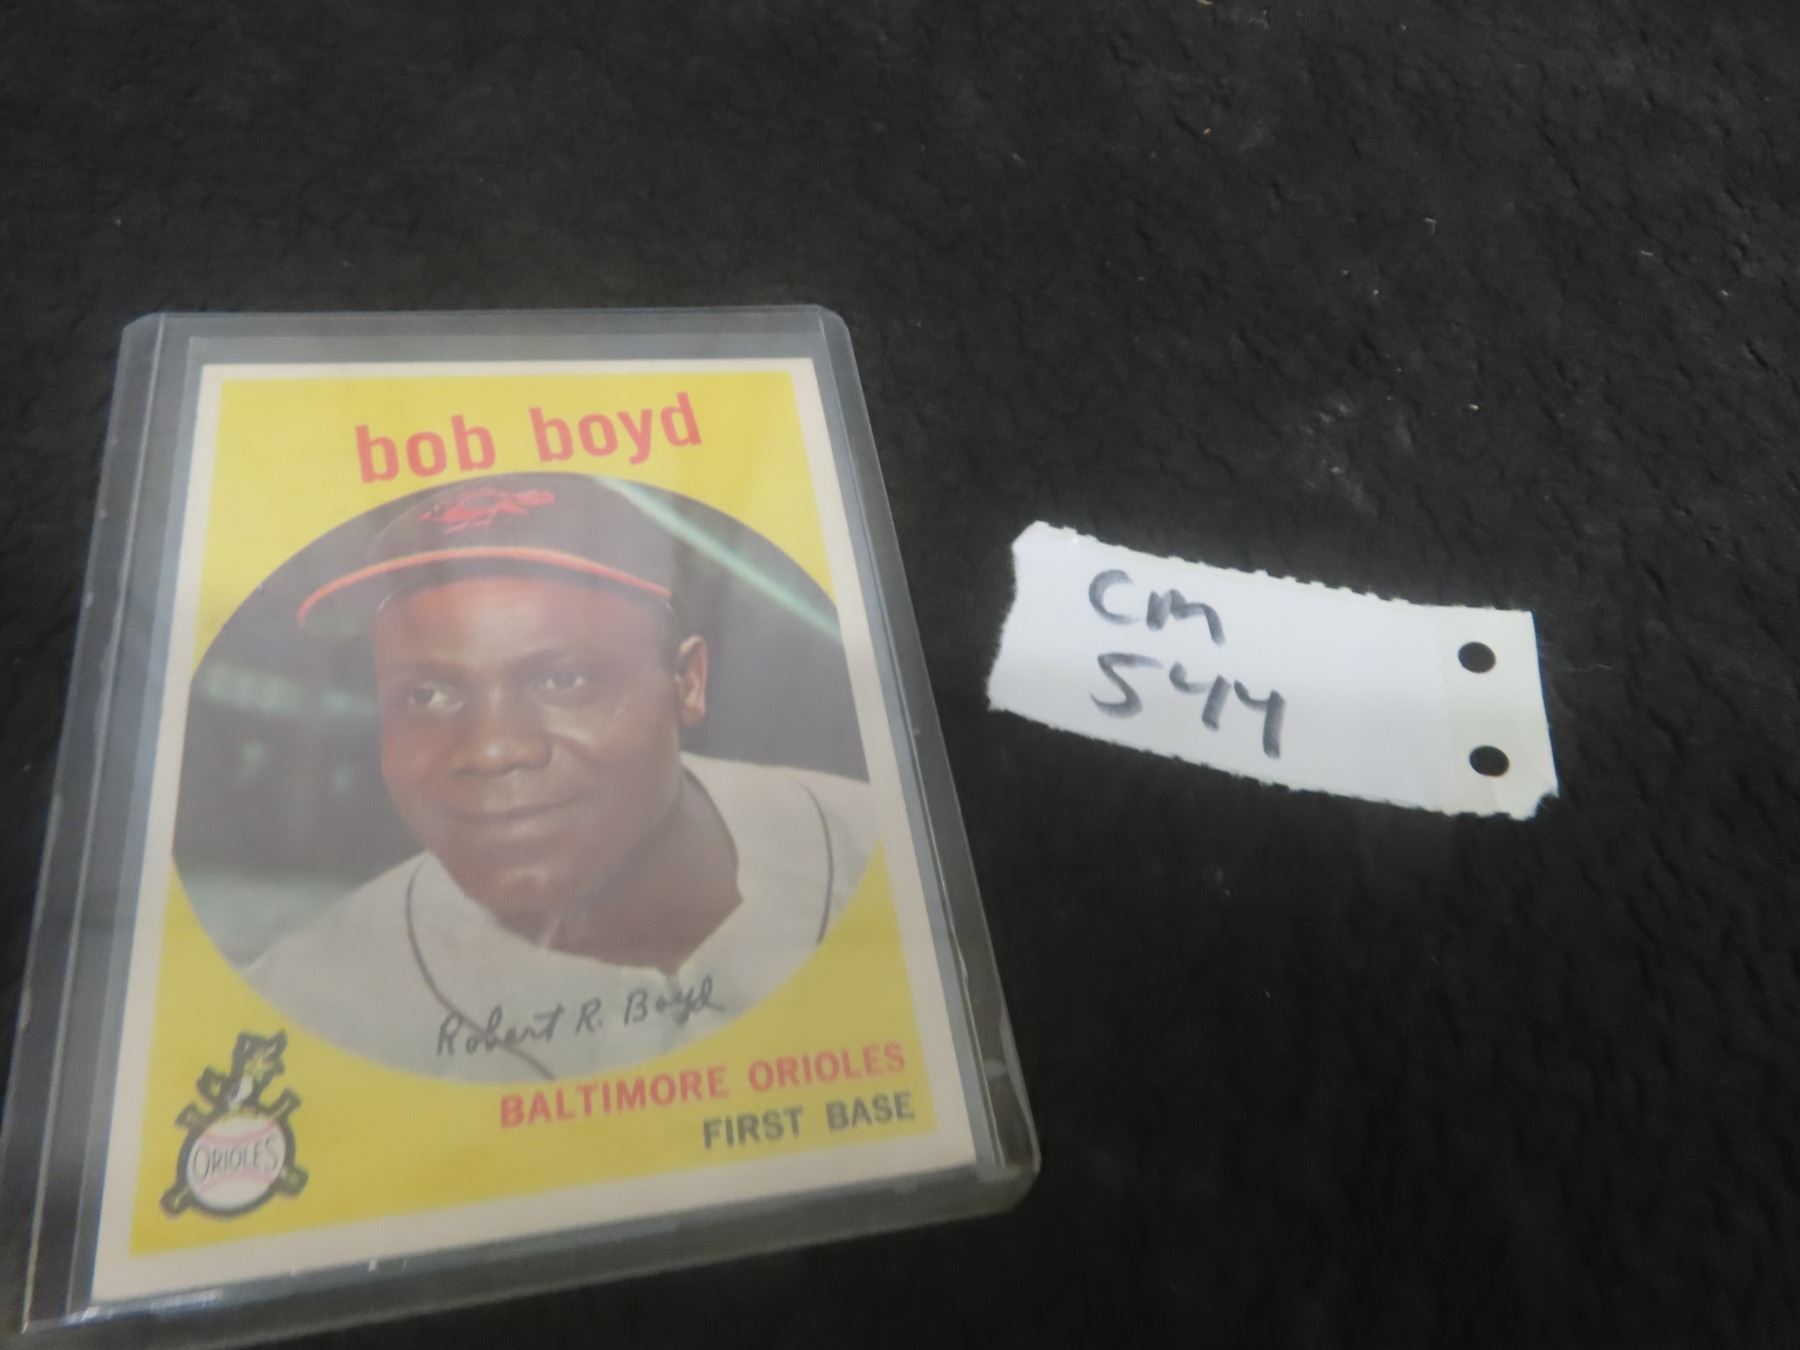 bob boyd
Robert R. Boyd
BALTIMORE ORIOLES
FIRST BASE
ORIOLES
CM
544